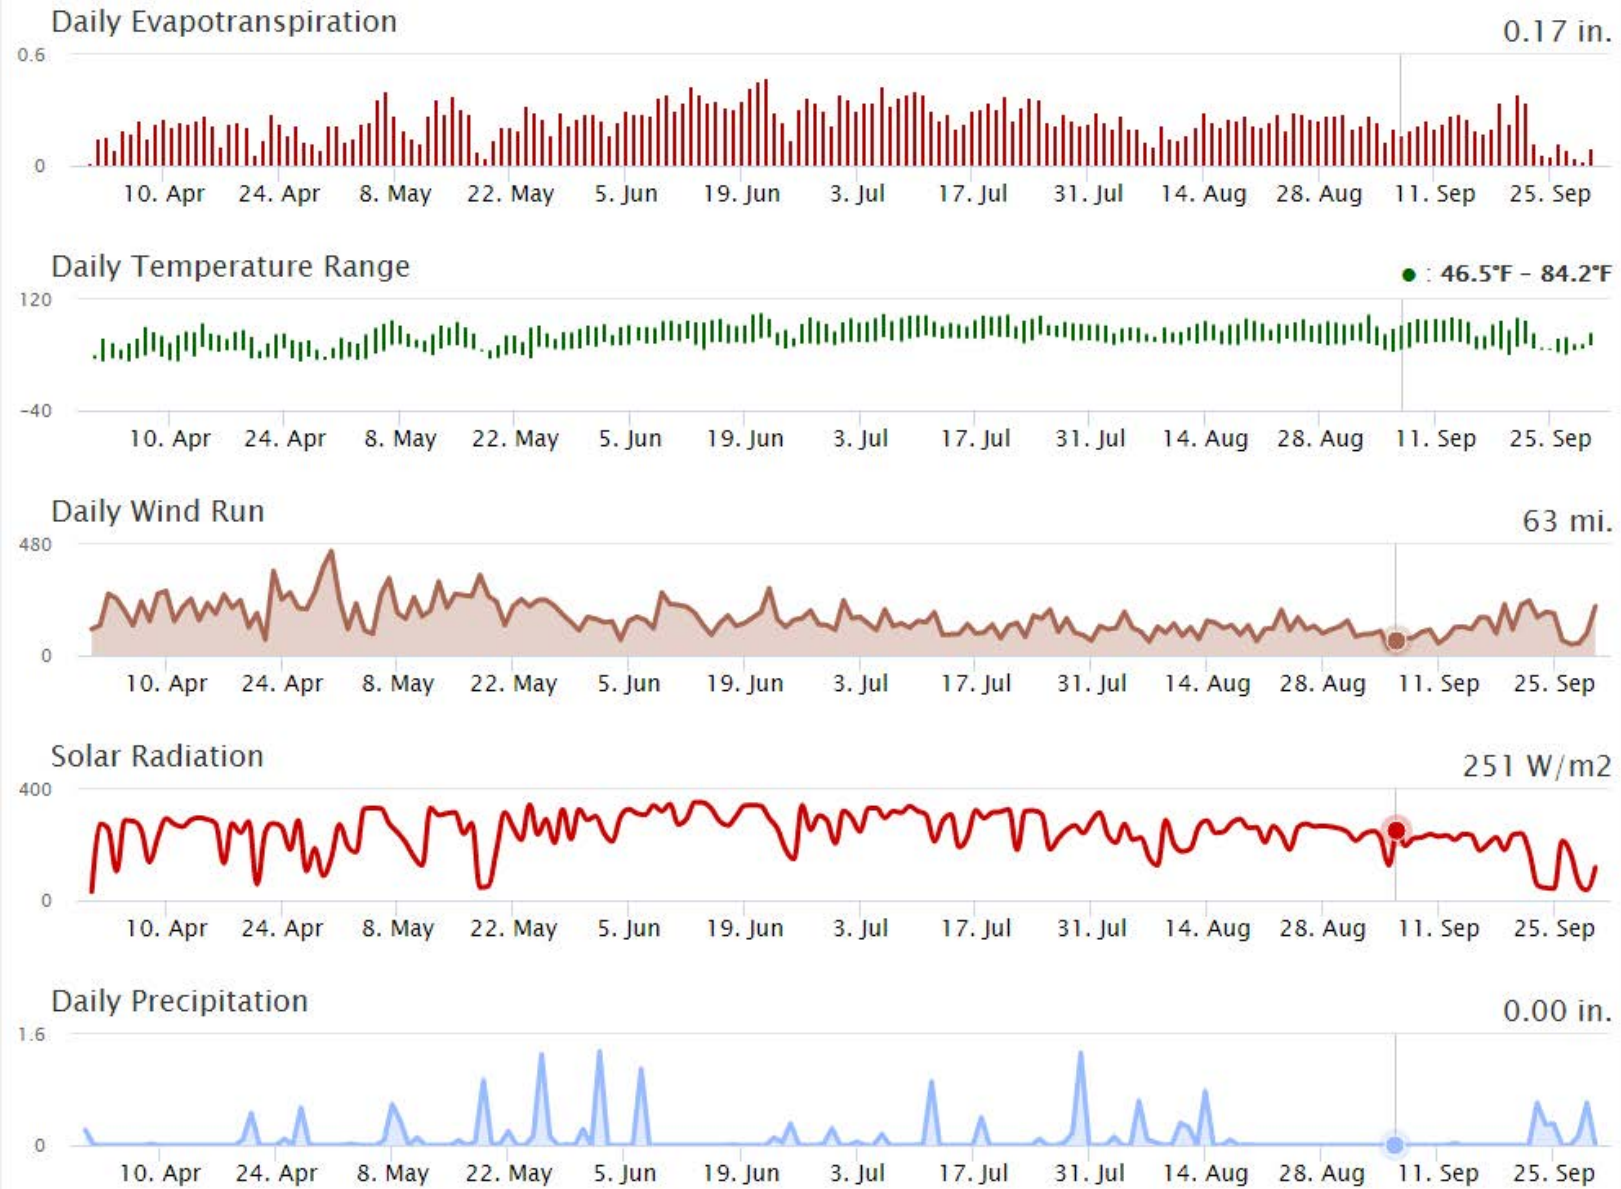 Daily Evapotranspiration
0.17 in.
0.6
0
10. Apr 24. Apr 8. May 22. May 5. Jun 19. Jun 3. Jul 17. Jul 31. Jul 14. Aug 28. Aug 11. Sep 25. Sep
Daily Temperature Range
● : 46.5°F – 84.2°F
120
-40
10. Apr 24. Apr 8. May 22. May 5. Jun 19. Jun 3. Jul 17. Jul 31. Jul 14. Aug 28. Aug 11. Sep 25. Sep
Daily Wind Run
63 mi.
480
0
10. Apr 24. Apr 8. May 22. May 5. Jun 19. Jun 3. Jul 17. Jul 31. Jul 14. Aug 28. Aug 11. Sep 25. Sep
Solar Radiation
251 W/m2
400
0
10. Apr 24. Apr 8. May 22. May 5. Jun 19. Jun 3. Jul 17. Jul 31. Jul 14. Aug 28. Aug 11. Sep 25. Sep
Daily Precipitation
0.00 in.
1.6
0
10. Apr 24. Apr 8. May 22. May 5. Jun 19. Jun 3. Jul 17. Jul 31. Jul 14. Aug 28. Aug 11. Sep 25. Sep